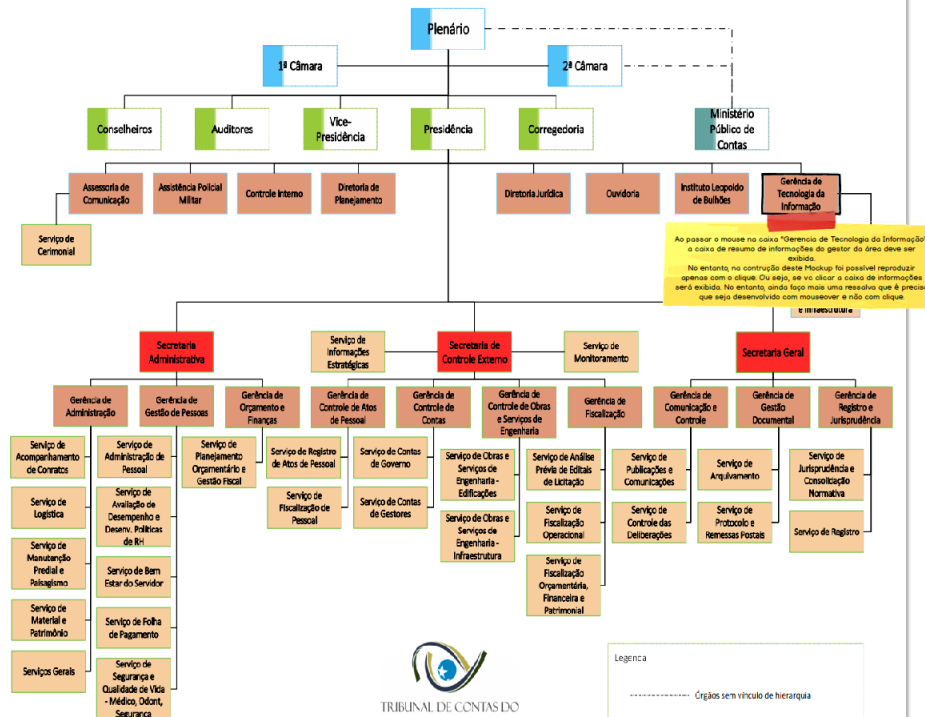 Plenário
1ª Câmara
2ª Câmara
Conselheiros
Auditores
Vice-
Presidência
Presidência
Corregedoria
Ministério
Público de
Contas
Assessoria de
Comunicação
Assistência Policial
Militar
Controle Interno
Diretoria de
Planejamento
Diretoria Jurídica
Ouvidoria
Instituto Leopoldo
de Bulhões
Gerência de
Tecnologia da
Informação
Serviço de
Cerimonial
Ao passar o mouse na caixa "Gerencia de Tecnologia da Informação"
a caixa de resumo de informações do gestor da área deve ser
exibida.
No entanto, na contrução deste Mockup foi possível reproduzir
apenas com o clique. Ou seja, se vc clicar a caixa de informações
será exibida. No entanto, ainda faço mais uma ressalva que é precis
que seja desenvolvido com mouseover e não com clique.
e Infraestrutura
Secretaria
Administrativa
Serviço de
Informações
Estratégicas
Secretaria de
Controle Externo
Serviço de
Monitoramento
Secretaria Geral
Gerência de
Administração
Gerência de
Gestão de Pessoas
Gerência de
Orçamento e
Finanças
Gerência de
Controle de Atos
de Pessoal
Gerência de
Controle de
Contas
Gerência de
Controle de Obras
e Serviços de
Engenharia
Gerência de
Fiscalização
Gerência de
Comunicação e
Controle
Gerência de
Gestão
Documental
Gerência de
Registro e
Jurisprudência
Serviço de
Acompanhamento
de Conratos
Serviço de
Administração de
Pessoal
Serviço de
Planejamento
Orçamentário e
Gestão Fiscal
Serviço de Registro
de Atos de Pessoal
Serviço de Contas
de Governo
Serviço de Obras e
Serviços de
Engenharia -
Edificações
Serviço de Análise
Prévia de Editais
de Licitação
Serviço de
Publicações e
Comunicações
Serviço de
Arquivamento
Serviço de
Jurisprudência e
Consolidação
Normativa
Serviço de
Logística
Serviço de
Avaliação de
Desempenho e
Desenv. Políticas
de RH
Serviço de
Fiscalização
de Pessoal
Serviço de Contas
de Gestores
Serviço de Obras e
Serviços de
Engenharia -
Infraestrutura
Serviço de
Fiscalização
Operacional
Serviço de
Controle das
Deliberações
Serviço de
Protocolo e
Remessas Postais
Serviço de Registro
Serviço de
Manutenção
Predial e
Paisagismo
Serviço de Bem
Estar do Servidor
Serviço de
Fiscalização
Orçamentária,
Financeira e
Patrimonial
Serviço de
Material e
Patrimônio
Serviço de Folha
de Pagamento
Serviços Gerais
Serviço de
Segurança e
Qualidade de Vida
- Médico, Odont,
Segurança
TRIBUNAL DE CONTAS DO
Legenda
Órgãos sem vínculo de hierarquia